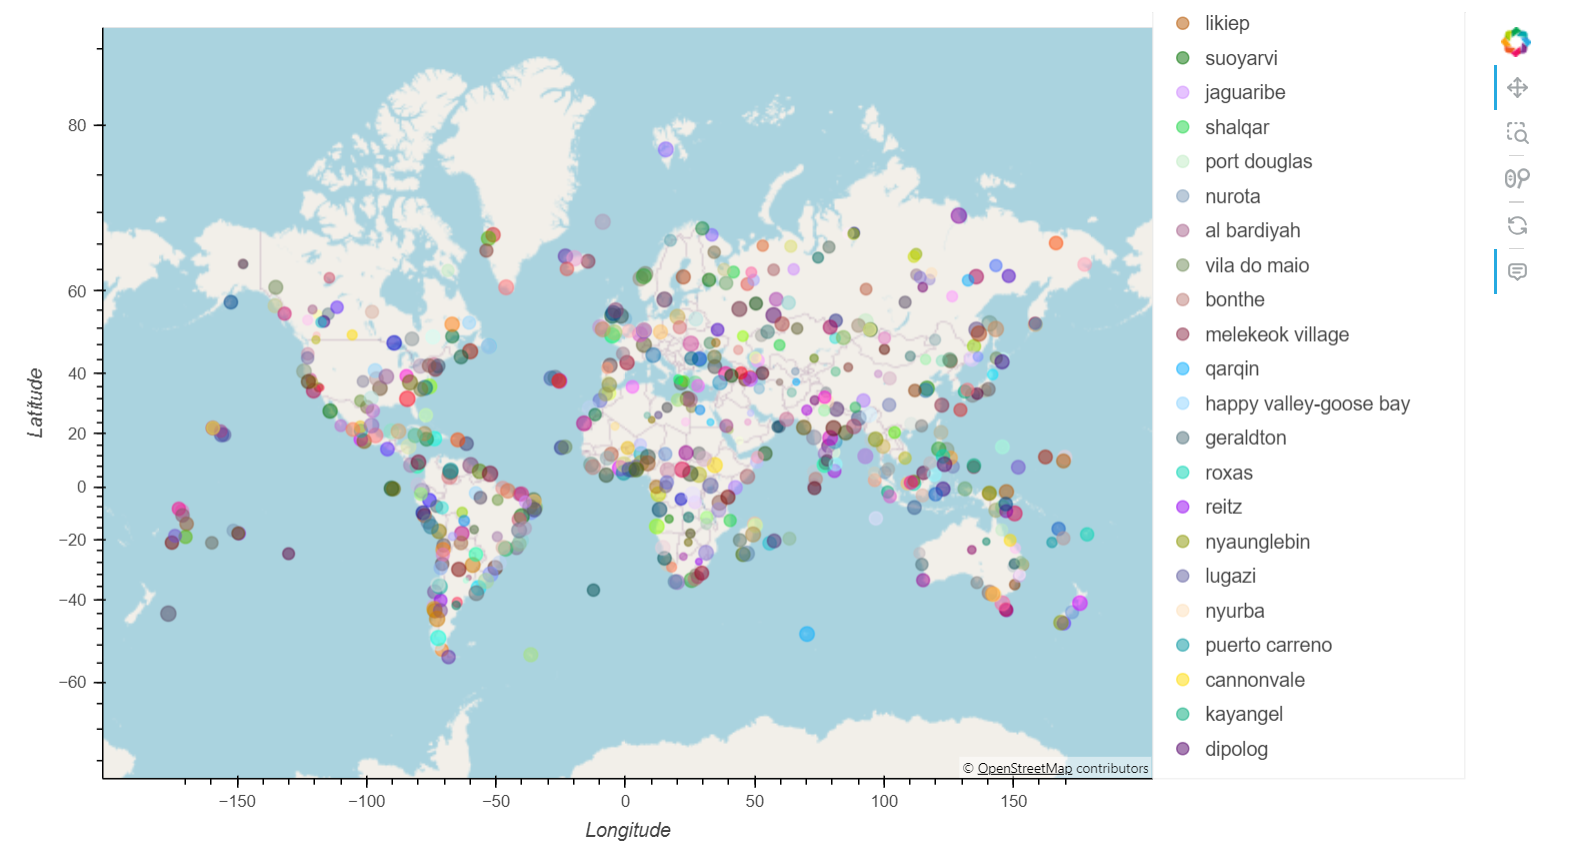 likiep
suoyarvi
jaguaribe
shalqar
port douglas
nurota
al bardiyah
vila do maio
bonthe
melekeok village
qarqin
happy valley-goose bay
geraldton
roxas
reitz
nyaunglebin
lugazi
nyurba
puerto carreno
cannonvale
kayangel
dipolog
80
60
40
20
0
−20
−40
−60
Latitude
© OpenStreetMap contributors
−150
−100
−50
0
50
100
150
Longitude